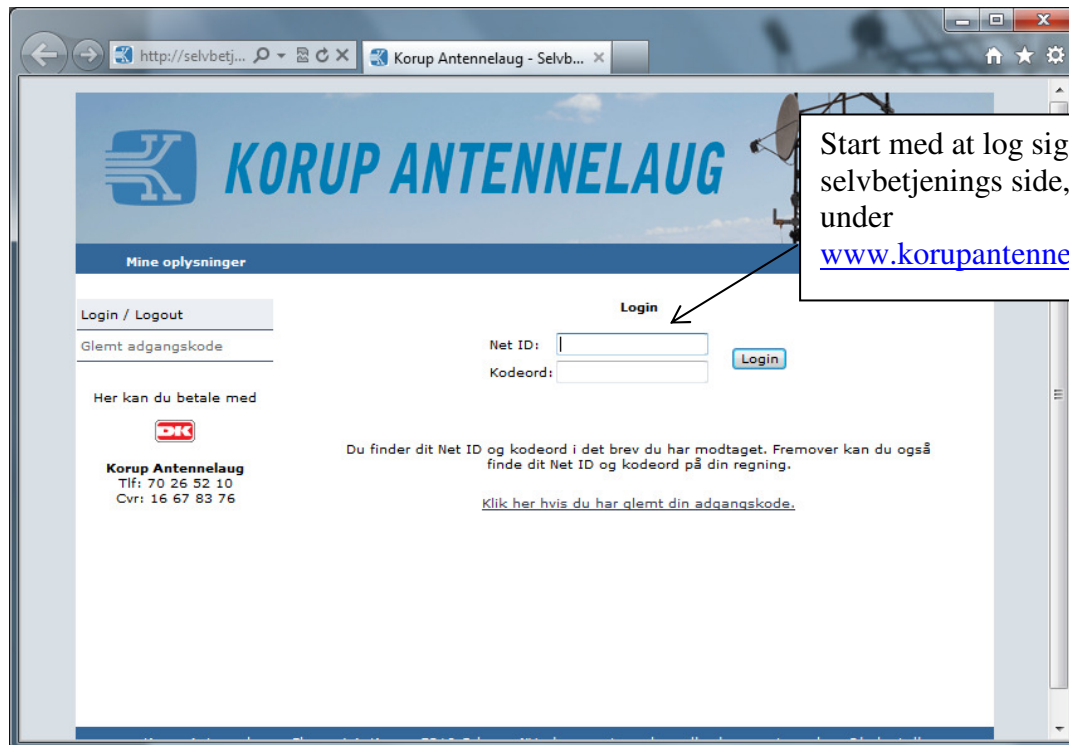 http://selvbetj...
Korup Antennelaug - Selvb...
KORUP ANTENNELAUG
Start med at log sig
selvbetjenings side,
under
www.korupantenne
Mine oplysninger
Login / Logout
Glemt adgangskode
Her kan du betale med
DK
Korup Antennelaug
Tlf: 70 26 52 10
Cvr: 16 67 83 76
Login
Net ID:
Kodeord:
Login
Du finder dit Net ID og kodeord i det brev du har modtaget. Fremover kan du også
finde dit Net ID og kodeord på din regning.
Klik her hvis du har glemt din adgangskode.